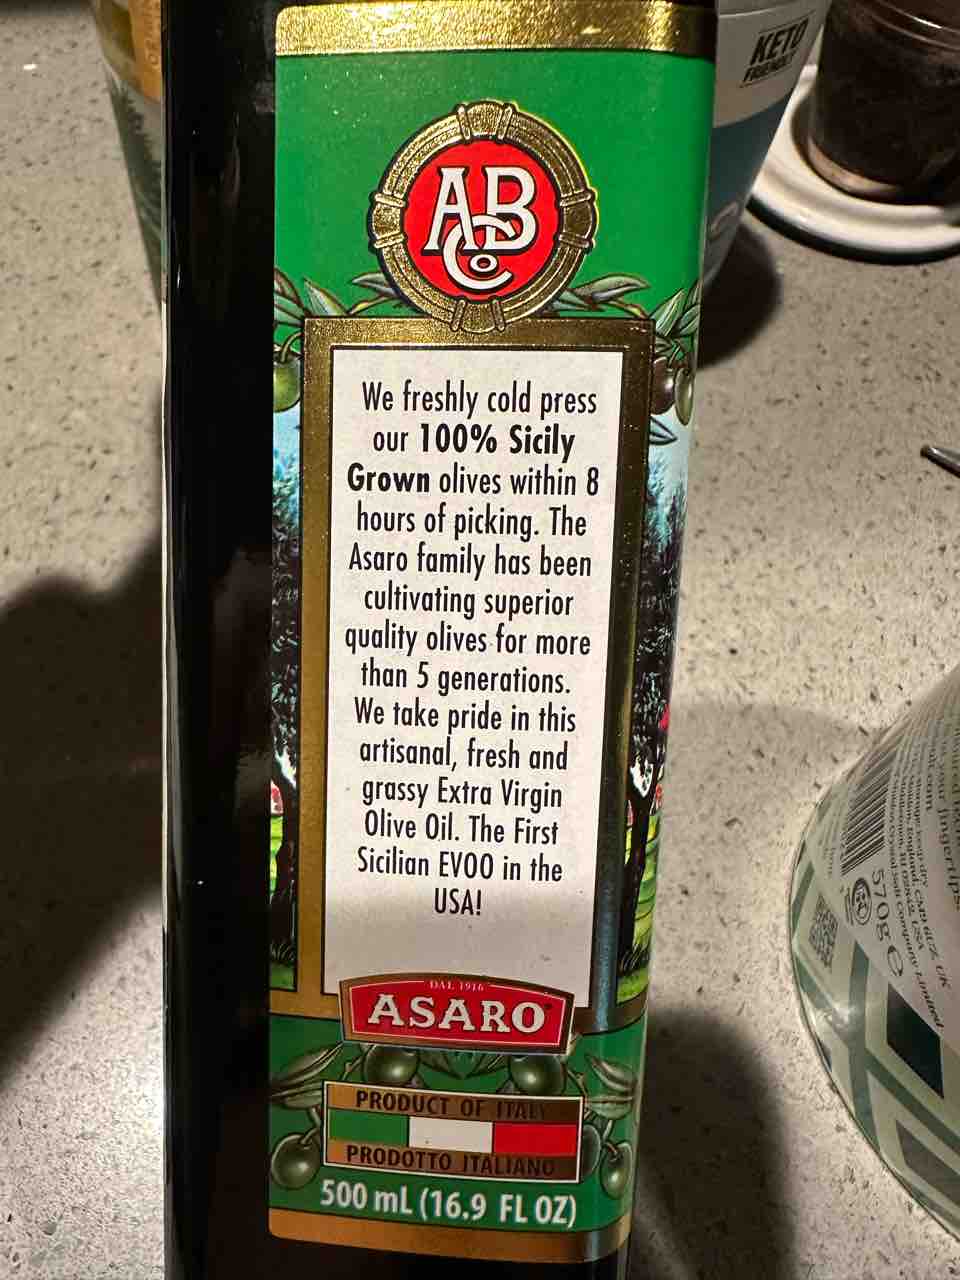 KETO
FRIENDLY
ABCo
We freshly cold press
our 100% Sicily
Grown olives within 8
hours of picking. The
Asaro family has been
cultivating superior
quality olives for more
than 5 generations.
We take pride in this
artisanal, fresh and
grassy Extra Virgin
Olive Oil. The First
Sicilian EVOO in the
USA!
DAL 1916
ASARO
PRODUCT OF ITALY
PRODOTTO ITALIANO
500 mL (16.9 FL OZ)
570g e